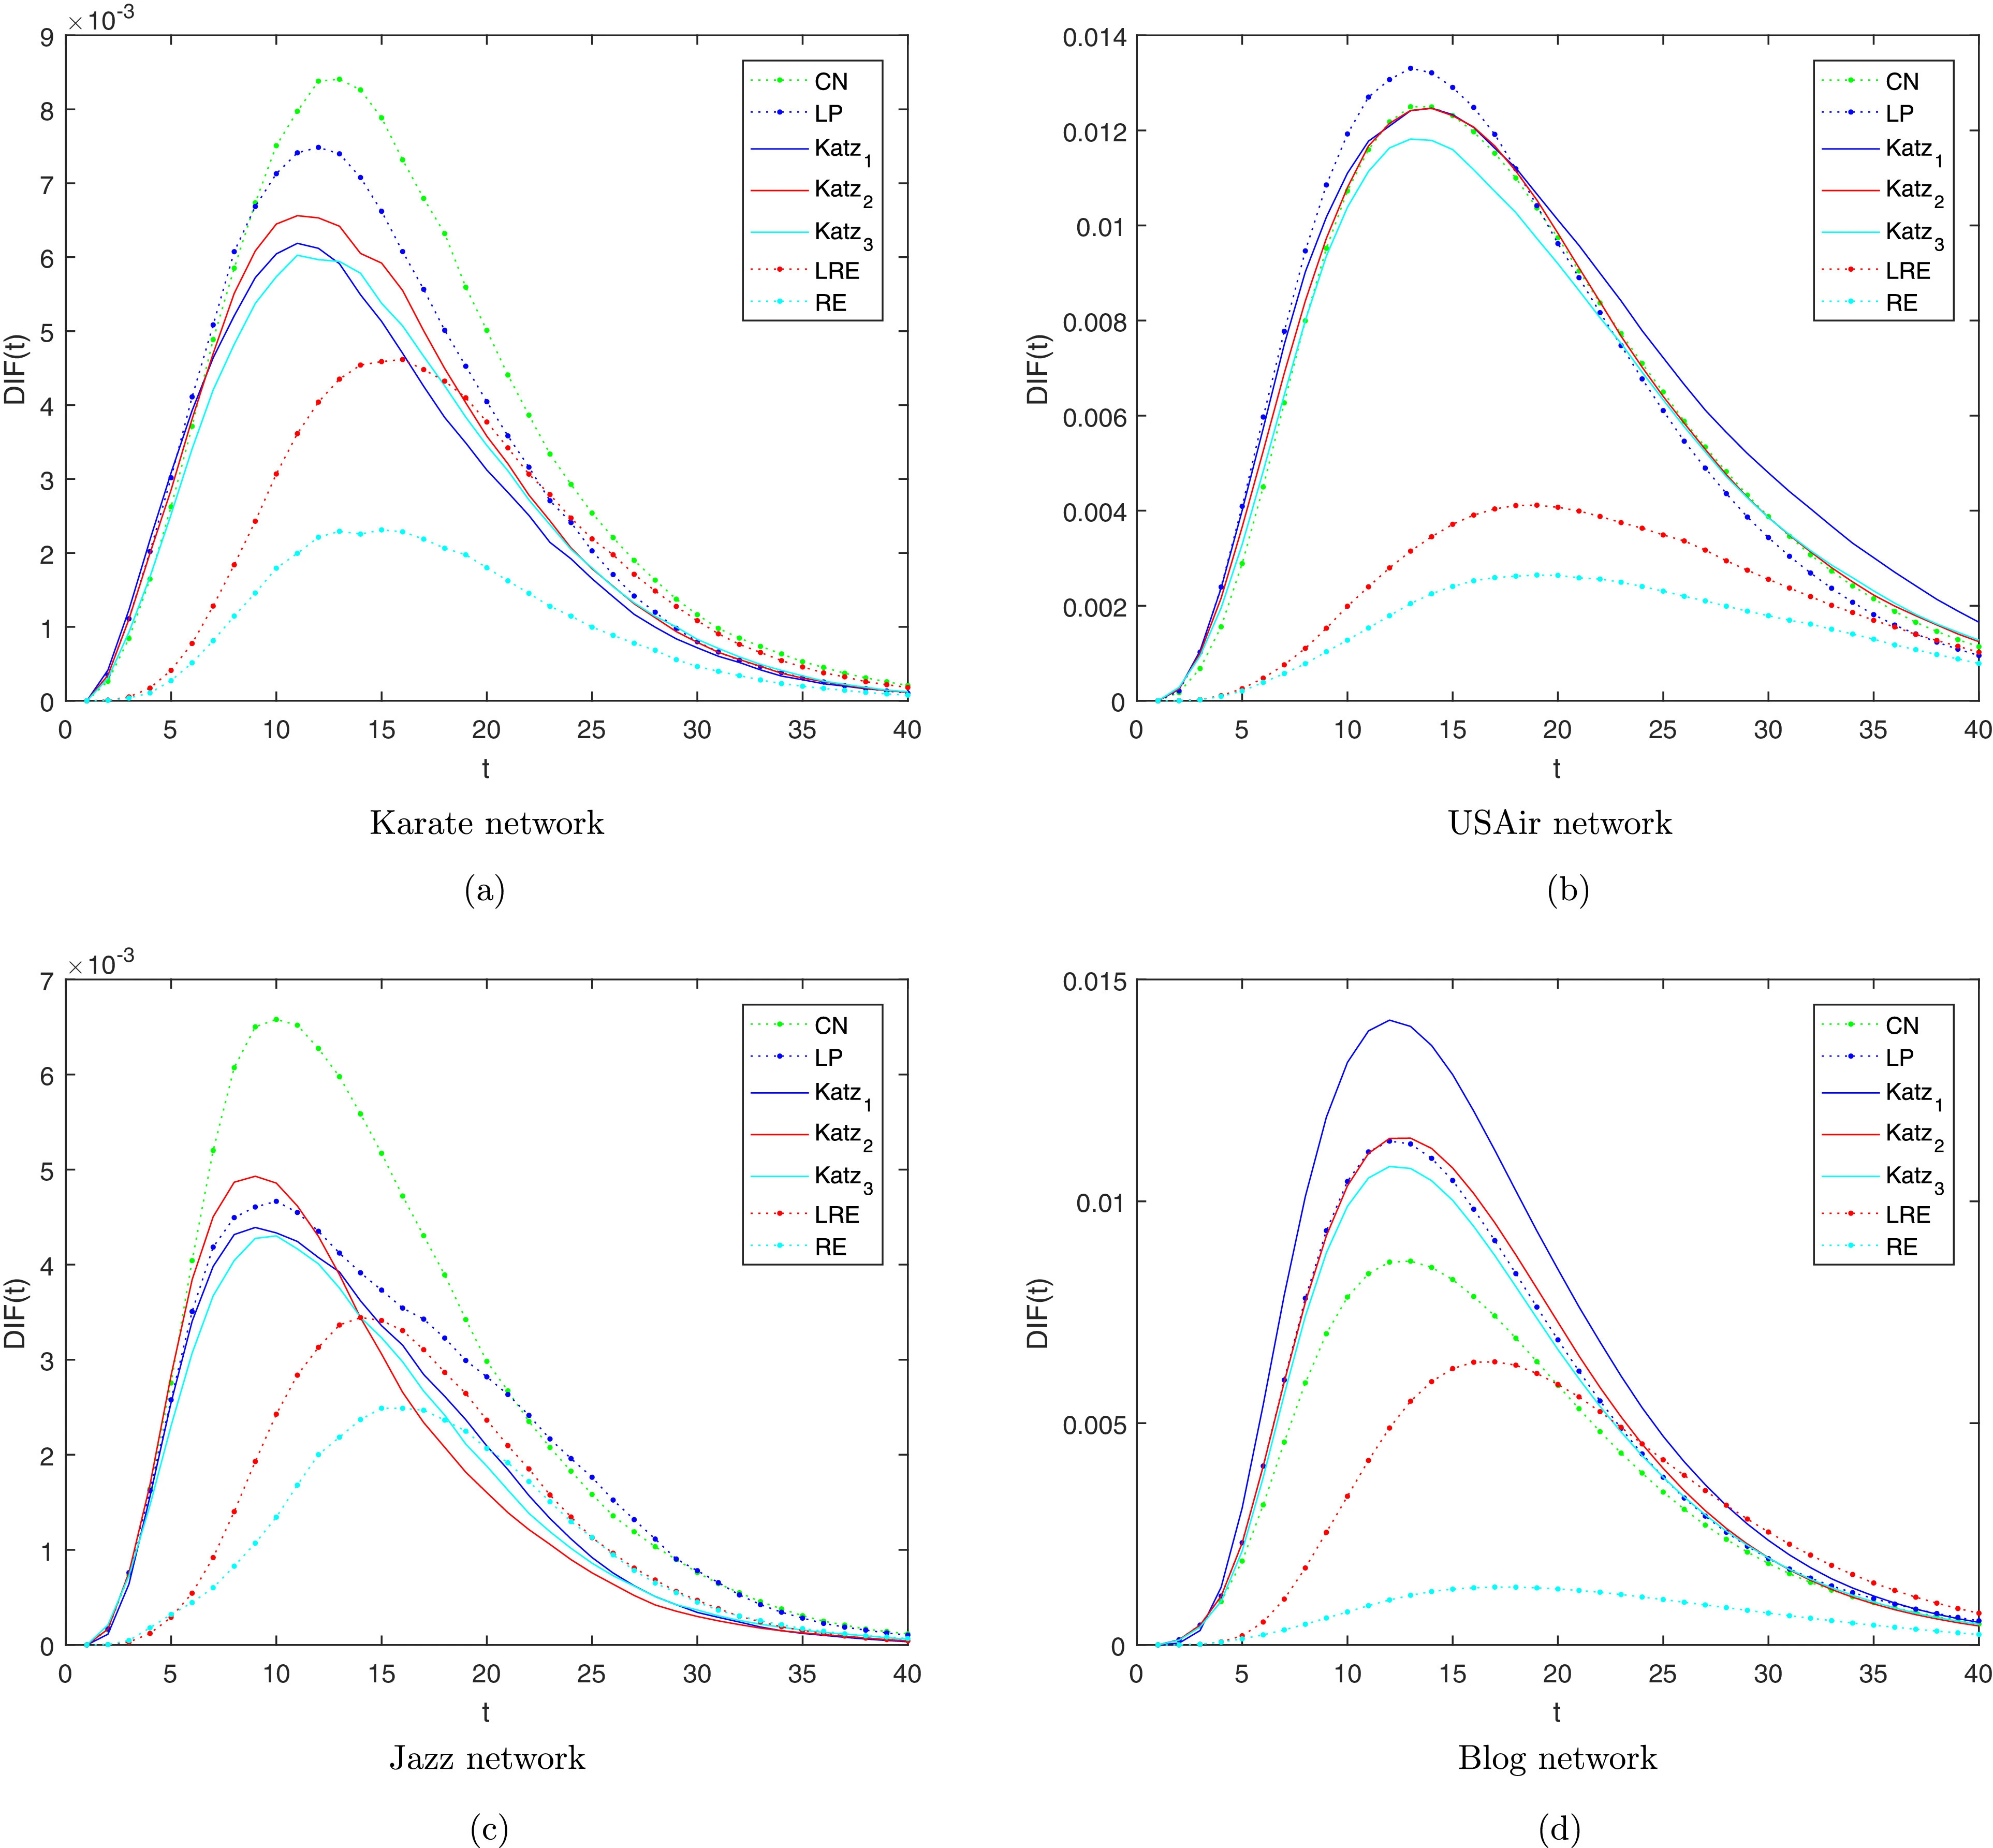 ×10-3
9
8
7
6
5
4
3
2
1
0
DIF(t)
CN
LP
Katz1
Katz2
Katz3
LRE
RE
0 5 10 15 20 25 30 35 40
t
Karate network
(a)
0.014
0.012
0.01
0.008
0.006
0.004
0.002
0
DIF(t)
CN
LP
Katz1
Katz2
Katz3
LRE
RE
0 5 10 15 20 25 30 35 40
t
USAir network
(b)
×10-3
7
6
5
4
3
2
1
0
DIF(t)
CN
LP
Katz1
Katz2
Katz3
LRE
RE
0 5 10 15 20 25 30 35 40
t
Jazz network
(c)
0.015
0.01
0.005
0
DIF(t)
CN
LP
Katz1
Katz2
Katz3
LRE
RE
0 5 10 15 20 25 30 35 40
t
Blog network
(d)